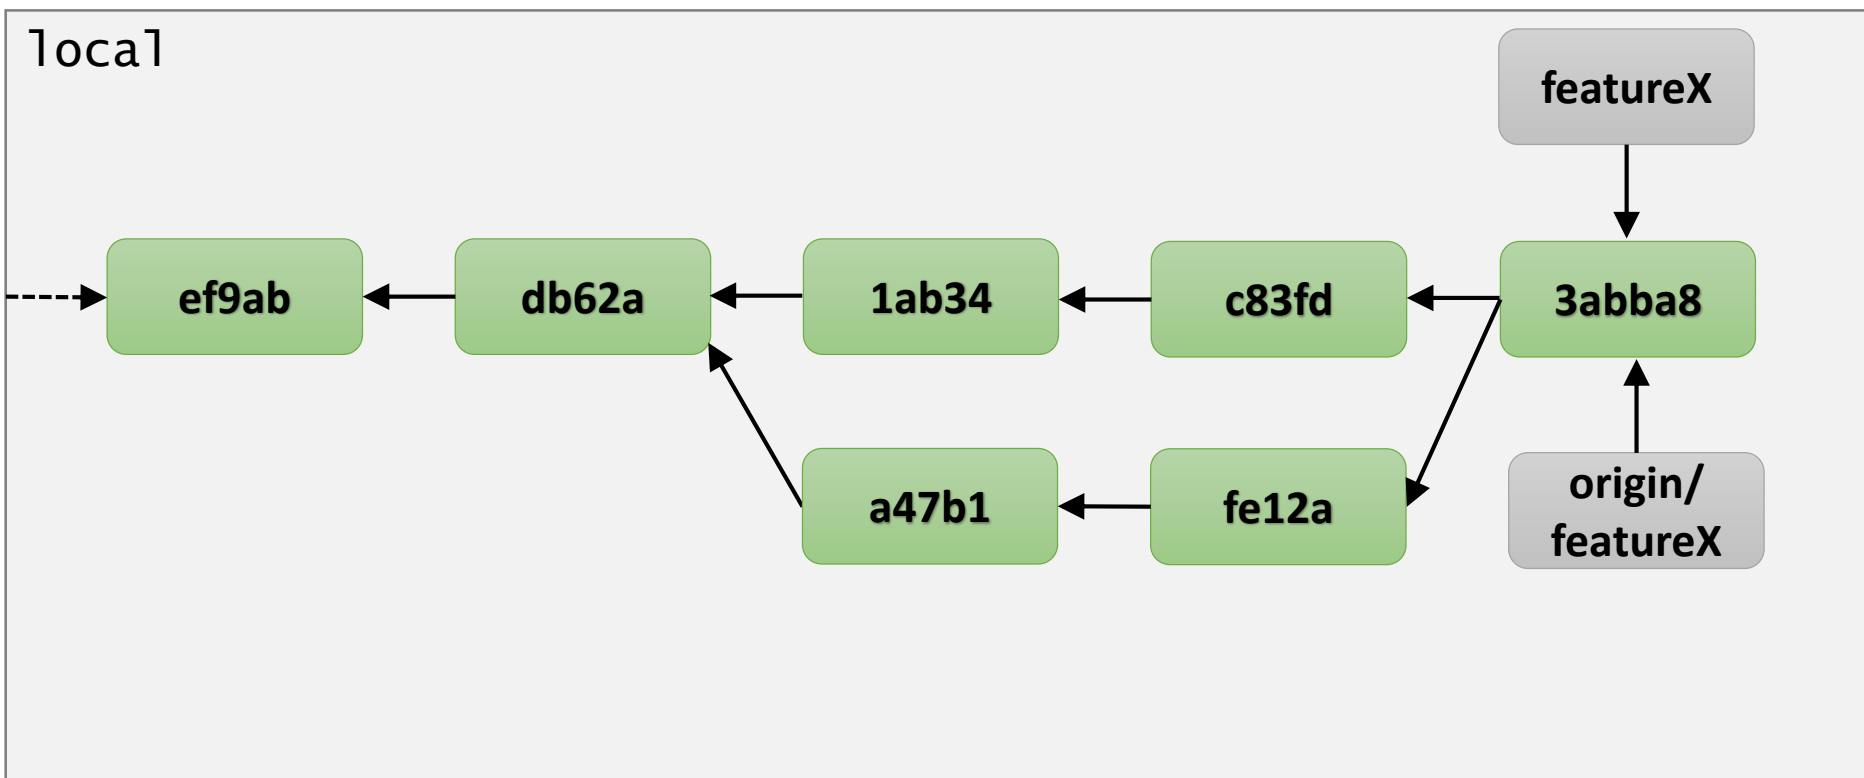 local
featureX
ef9ab
db62a
1ab34
c83fd
3abba8
a47b1
fe12a
origin/
featureX